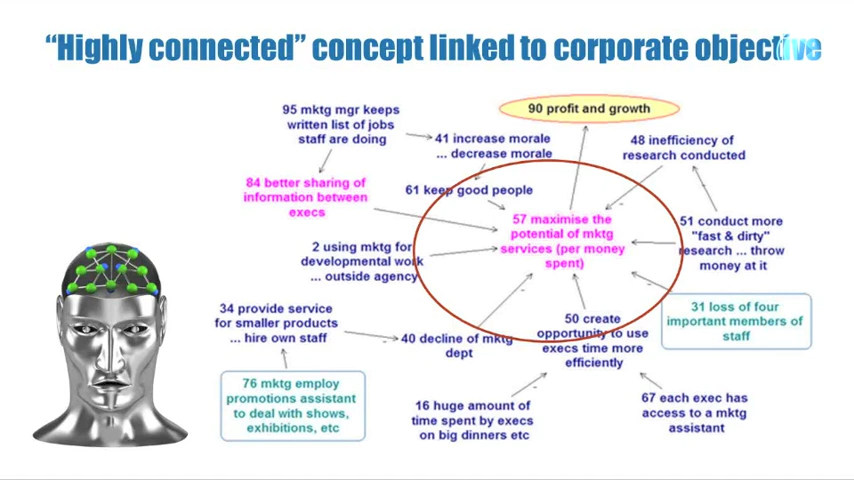 “Highly connected” concept linked to corporate objective
95 mktg mgr keeps
written list of jobs
staff are doing
90 profit and growth
41 increase morale
... decrease morale
48 inefficiency of
research conducted
84 better sharing of
information between
execs
61 keep good people
57 maximise the
potential of mktg
services (per money
spent)
51 conduct more
"fast & dirty"
research ... throw
money at it
2 using mktg for
developmental work
... outside agency
34 provide service
for smaller products
... hire own staff
40 decline of mktg
dept
50 create
opportunity to use
execs time more
efficiently
31 loss of four
important members of
staff
76 mktg employ
promotions assistant
to deal with shows,
exhibitions, etc
16 huge amount of
time spent by execs
on big dinners etc
67 each exec has
access to a mktg
assistant